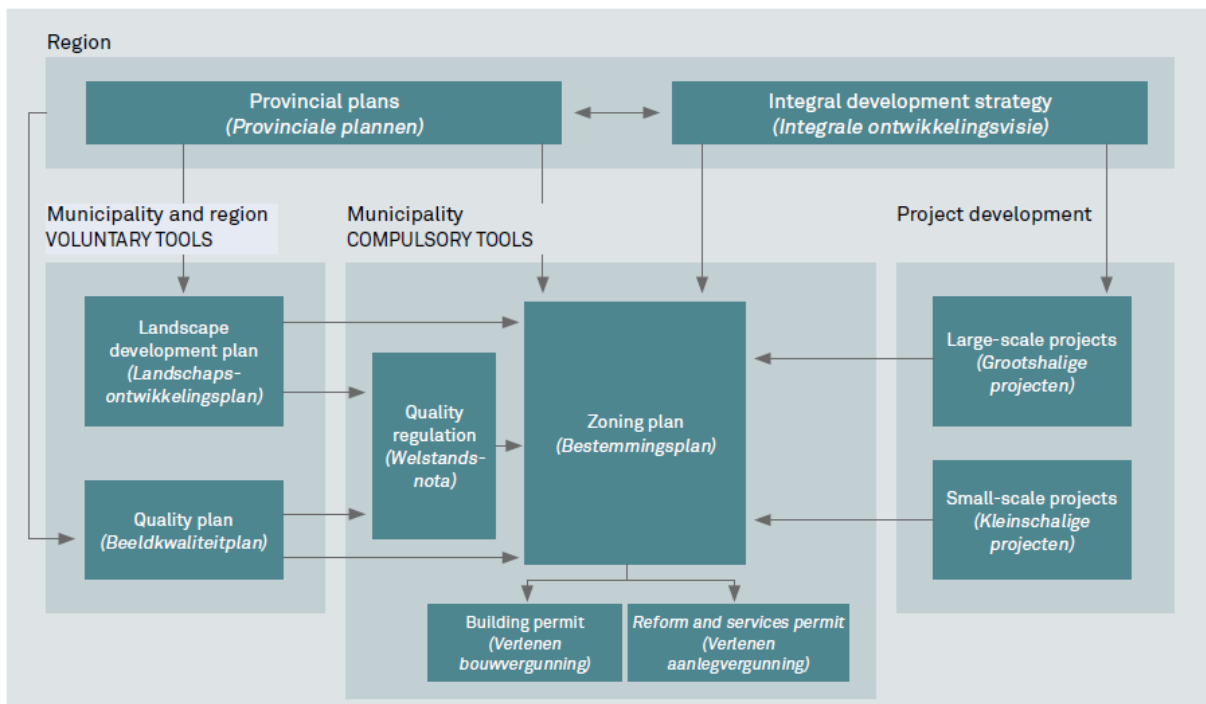 Region
Provincial plans
(Provinciale plannen)
Integral development strategy
(Integrale ontwikkelingsvisie)
Municipality and region
VOLUNTARY TOOLS
Municipality
COMPULSORY TOOLS
Project development
Landscape
development plan
(Landschaps-
ontwikkelingsplan)
Quality plan
(Beeldkwaliteitplan)
Quality
regulation
(Welstands-
nota)
Zoning plan
(Bestemmingsplan)
Large-scale projects
(Grootshalige
projecten)
Small-scale projects
(Kleinschalige
projecten)
Building permit
(Verlenen
bouwvergunning)
Reform and services permit
(Verlenen
aanlegvergunning)